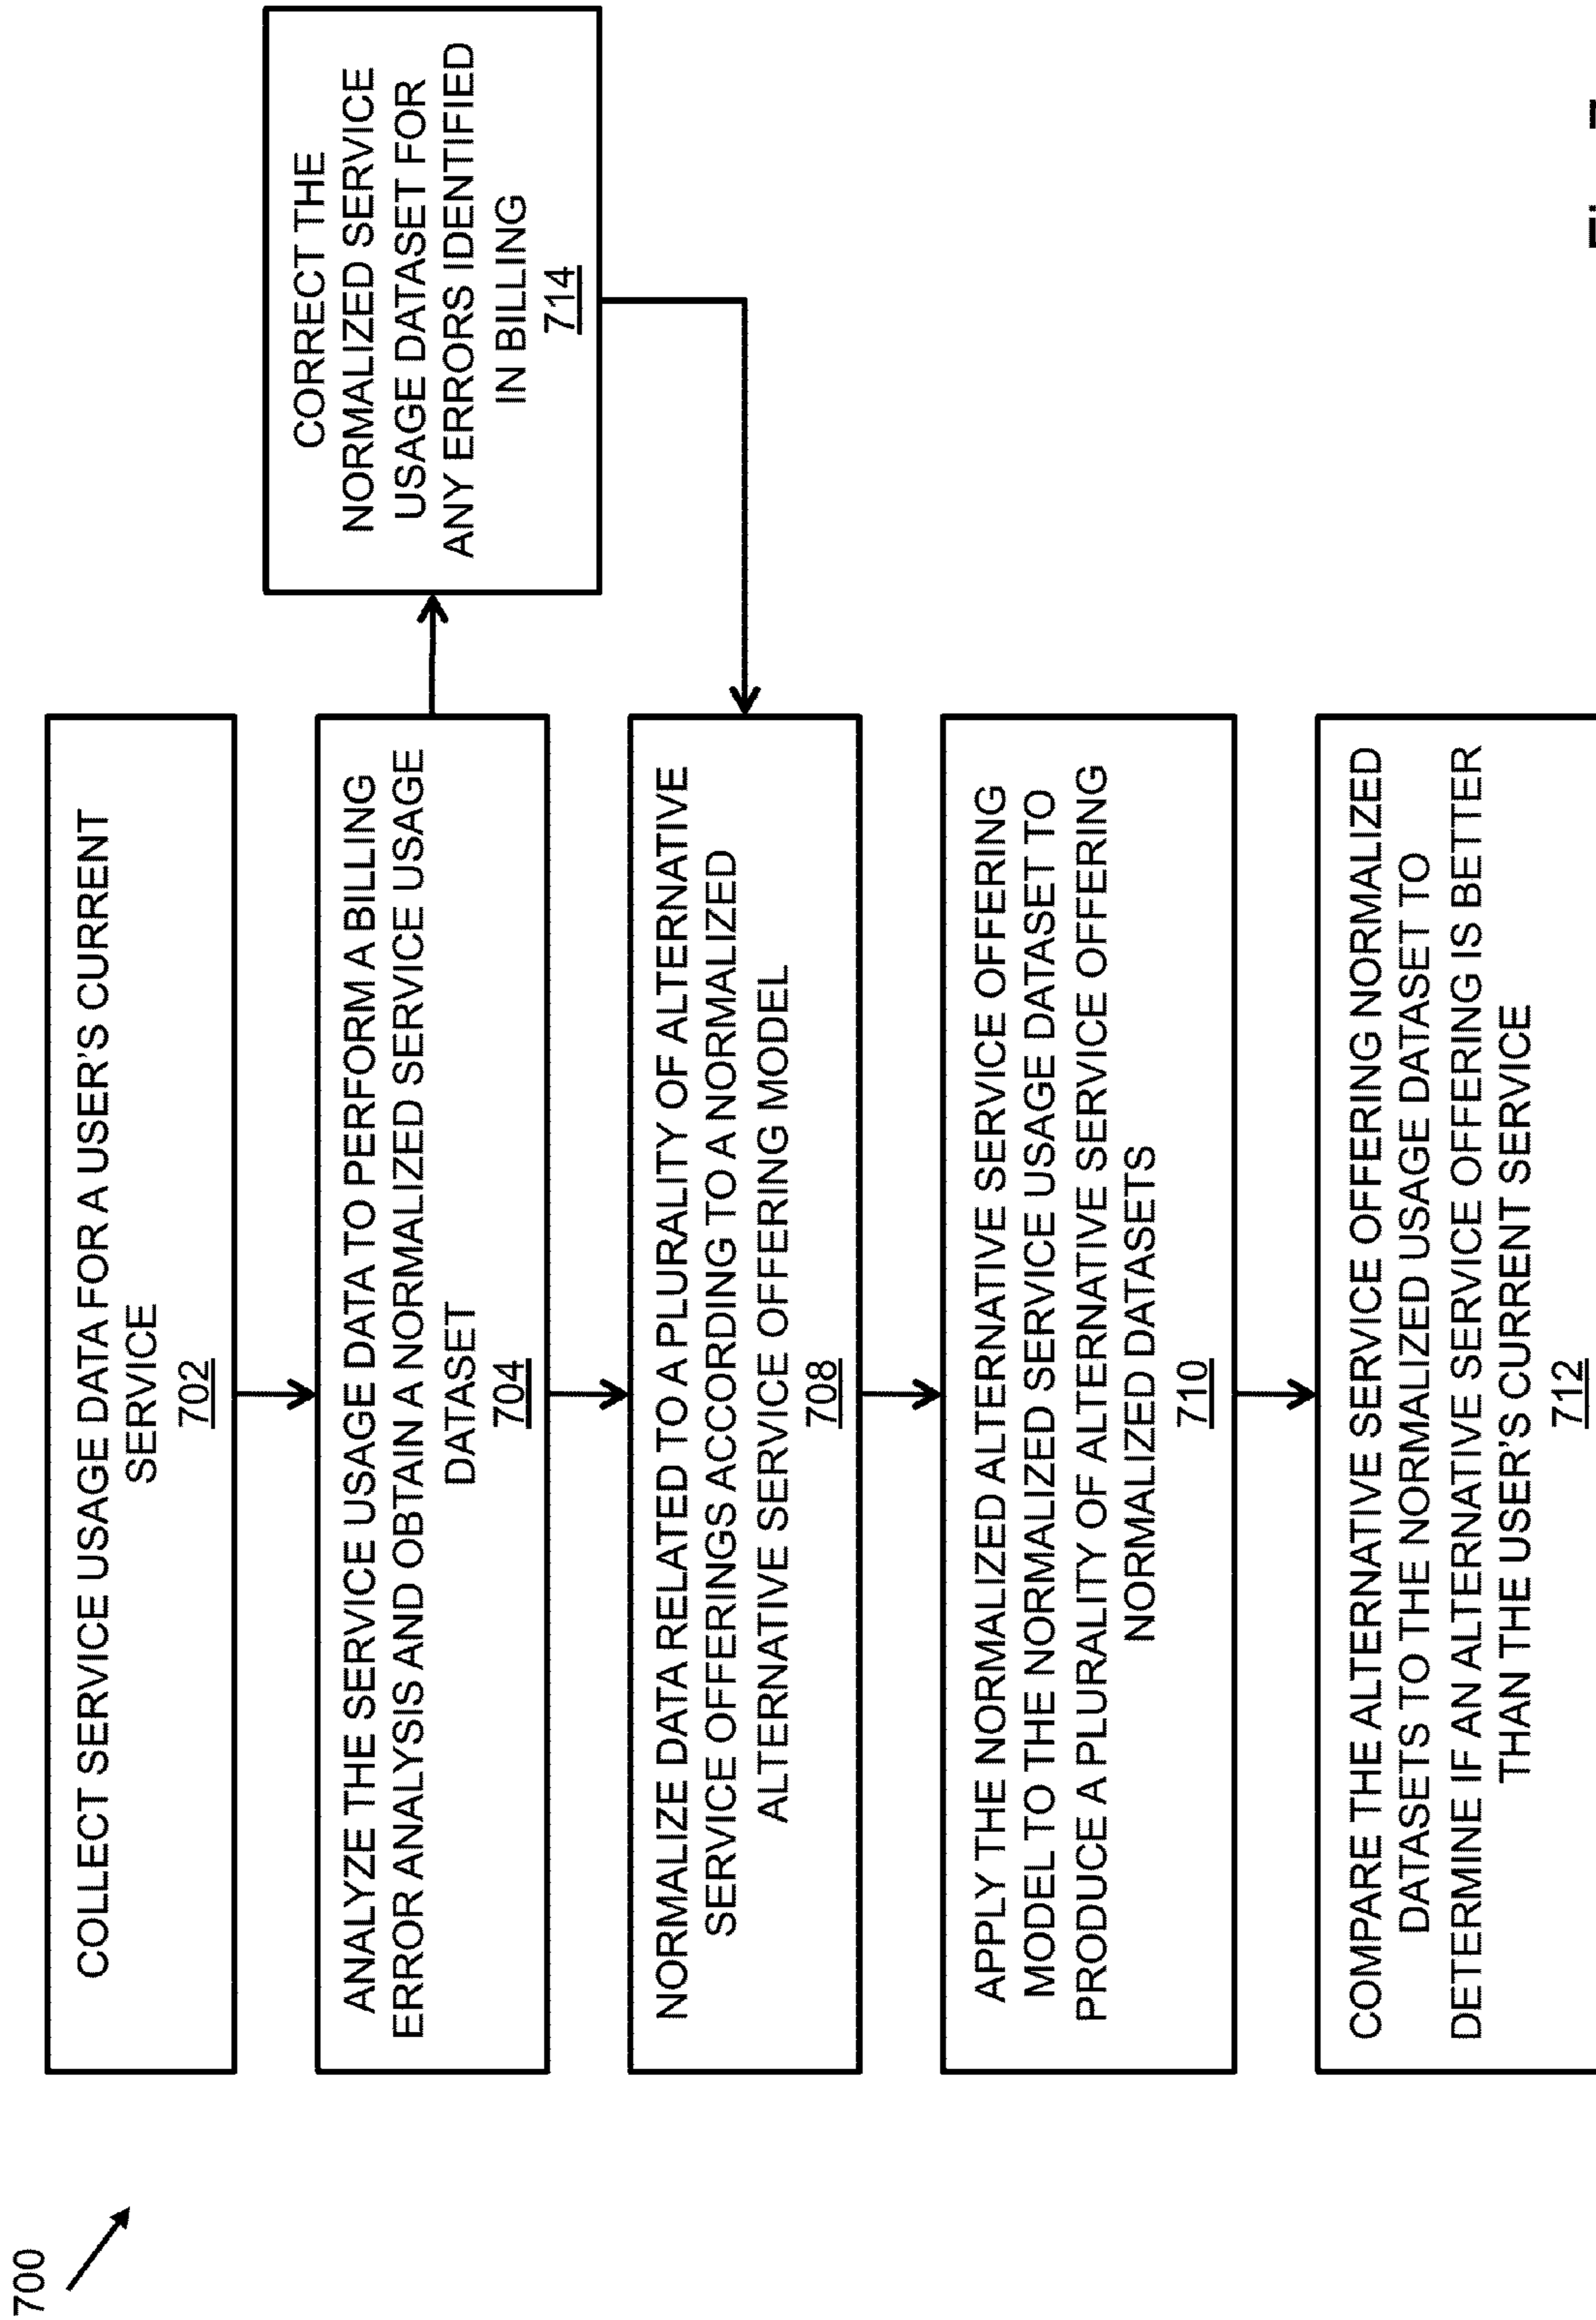 700
COLLECT SERVICE USAGE DATA FOR A USER'S CURRENT
SERVICE
702
ANALYZE THE SERVICE USAGE DATA TO PERFORM A BILLING
ERROR ANALYSIS AND OBTAIN A NORMALIZED SERVICE USAGE
DATASET
704
CORRECT THE
NORMALIZED SERVICE
USAGE DATASET FOR
ANY ERRORS IDENTIFIED
IN BILLING
714
NORMALIZE DATA RELATED TO A PLURALITY OF ALTERNATIVE
SERVICE OFFERINGS ACCORDING TO A NORMALIZED
ALTERNATIVE SERVICE OFFERING MODEL
708
APPLY THE NORMALIZED ALTERNATIVE SERVICE OFFERING
MODEL TO THE NORMALIZED SERVICE USAGE DATASET TO
PRODUCE A PLURALITY OF ALTERNATIVE SERVICE OFFERING
NORMALIZED DATASETS
710
COMPARE THE ALTERNATIVE SERVICE OFFERING NORMALIZED
DATASETS TO THE NORMALIZED USAGE DATASET TO
DETERMINE IF AN ALTERNATIVE SERVICE OFFERING IS BETTER
THAN THE USER'S CURRENT SERVICE
712